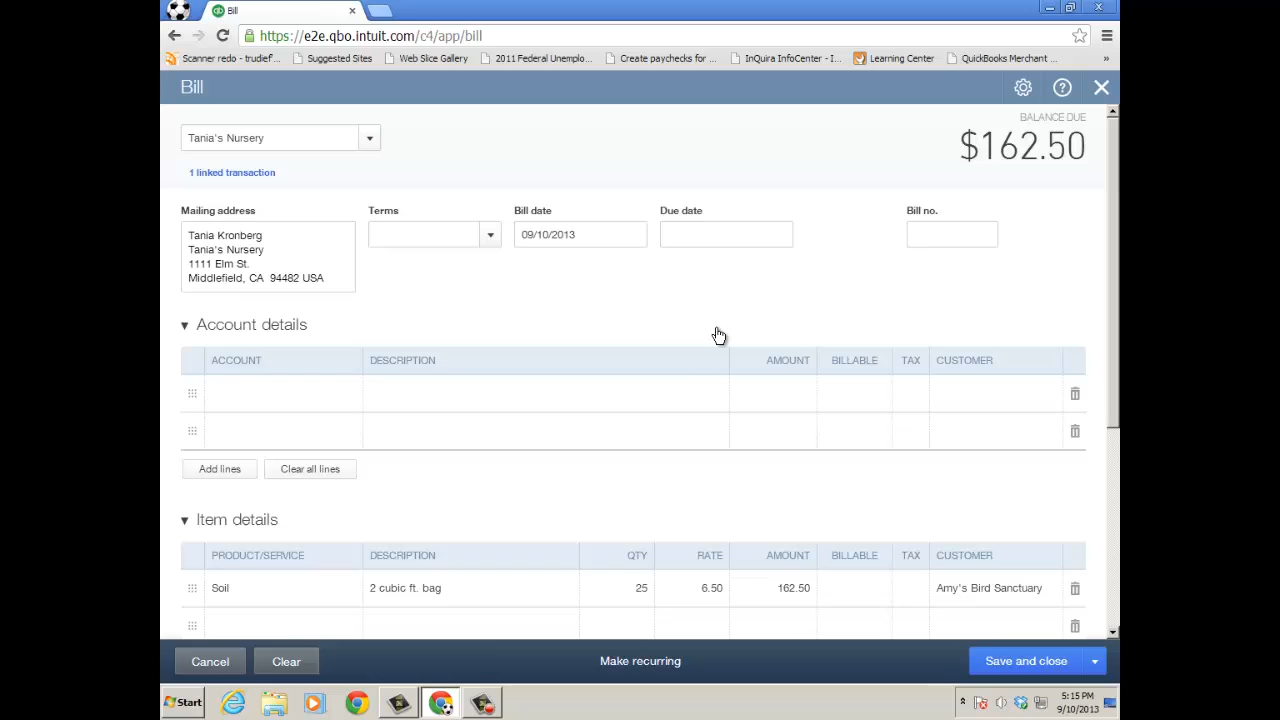 Bill
https://e2e.qbo.intuit.com/c4/app/bill
Scanner redo - trudief... Suggested Sites Web Slice Gallery 2011 Federal Unemplo... Create paychecks for ... InQuira InfoCenter - I... Learning Center QuickBooks Merchant ... »
Bill
BALANCE DUE
Tania's Nursery
$162.50
1 linked transaction
Mailing address Terms Bill date Due date Bill no.
Tania Kronberg
09/10/2013
Tania's Nursery
1111 Elm St.
Middlefield, CA 94482 USA
Account details
ACCOUNT DESCRIPTION AMOUNT BILLABLE TAX CUSTOMER
Add lines Clear all lines
Item details
PRODUCT/SERVICE DESCRIPTION QTY RATE AMOUNT BILLABLE TAX CUSTOMER
Soil 2 cubic ft. bag 25 6.50 162.50 Amy's Bird Sanctuary
Cancel Clear Make recurring Save and close
Start 5:15 PM
9/10/2013